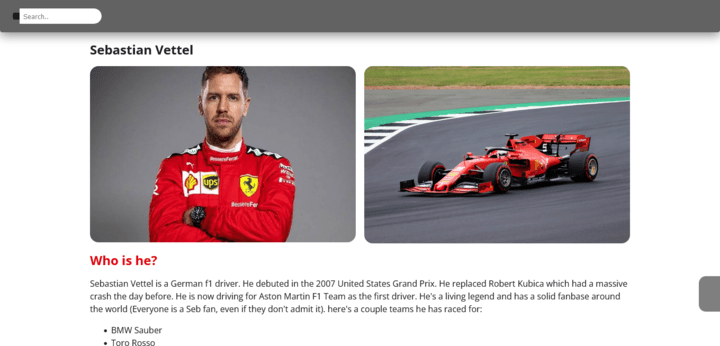 Search..
Sebastian Vettel
ups
Who is he?
Sebastian Vettel is a German f1 driver. He debuted in the 2007 United States Grand Prix. He replaced Robert Kubica which had a massive
crash the day before. He is now driving for Aston Martin F1 Team as the first driver. He's a living legend and has a solid fanbase around
the world (Everyone is a Seb fan, even if they don't admit it). here's a couple teams he has raced for:
• BMW Sauber
• Toro Rosso